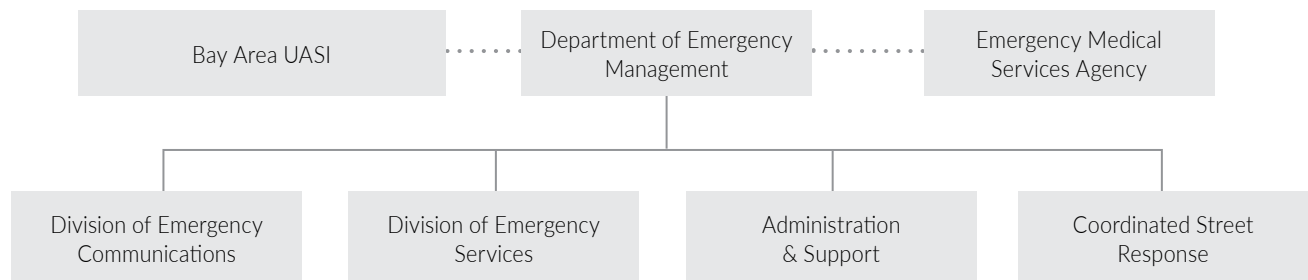 Bay Area UASI
Department of Emergency
Management
Emergency Medical
Services Agency
Division of Emergency
Communications
Division of Emergency
Services
Administration
& Support
Coordinated Street
Response